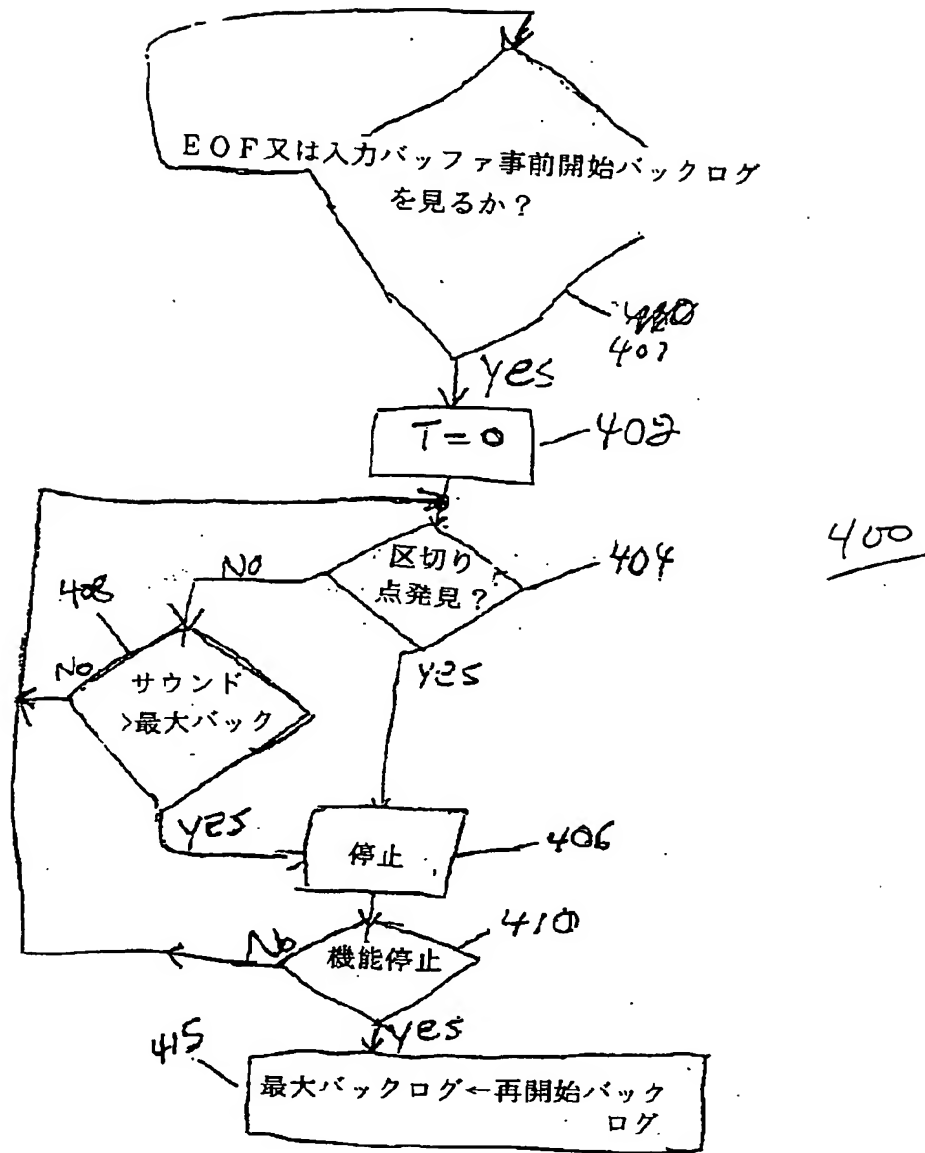 EOF又は入力バッファ事前開始バックログ
を見るか？
401
yes
T=0
402
400
区切り
点発見？
404
NO
408
NO
サウンド
>最大バック
yes
yes
停止
406
410
No
機能停止
yes
415
最大バックログ←再開始バック
ログ